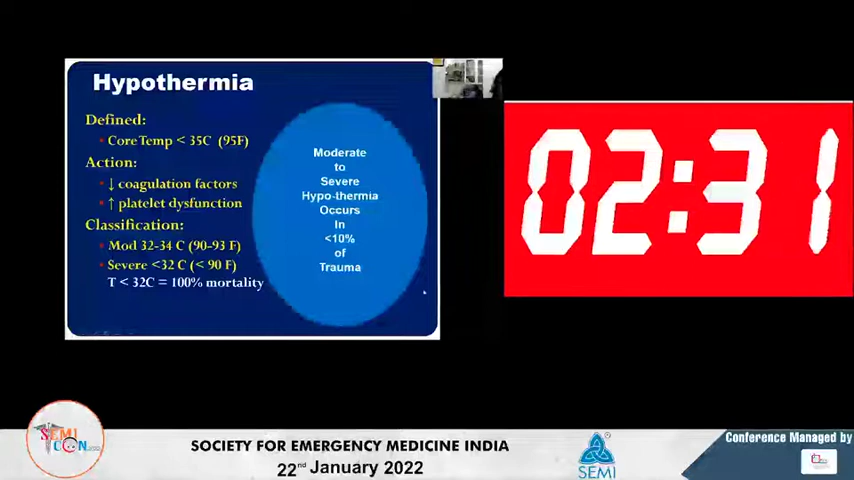 Hypothermia
Defined:
• Core Temp < 35C (95F)
Action:
• ↓ coagulation factors
• ↑ platelet dysfunction
Classification:
• Mod 32-34 C (90-93 F)
• Severe <32 C (< 90 F)
T < 32C = 100% mortality
Moderate
to
Severe
Hypo-thermia
Occurs
In
<10%
of
Trauma
02:31
SEMI
CON
SOCIETY FOR EMERGENCY MEDICINE INDIA
22nd January 2022
SEMI
Conference Managed by